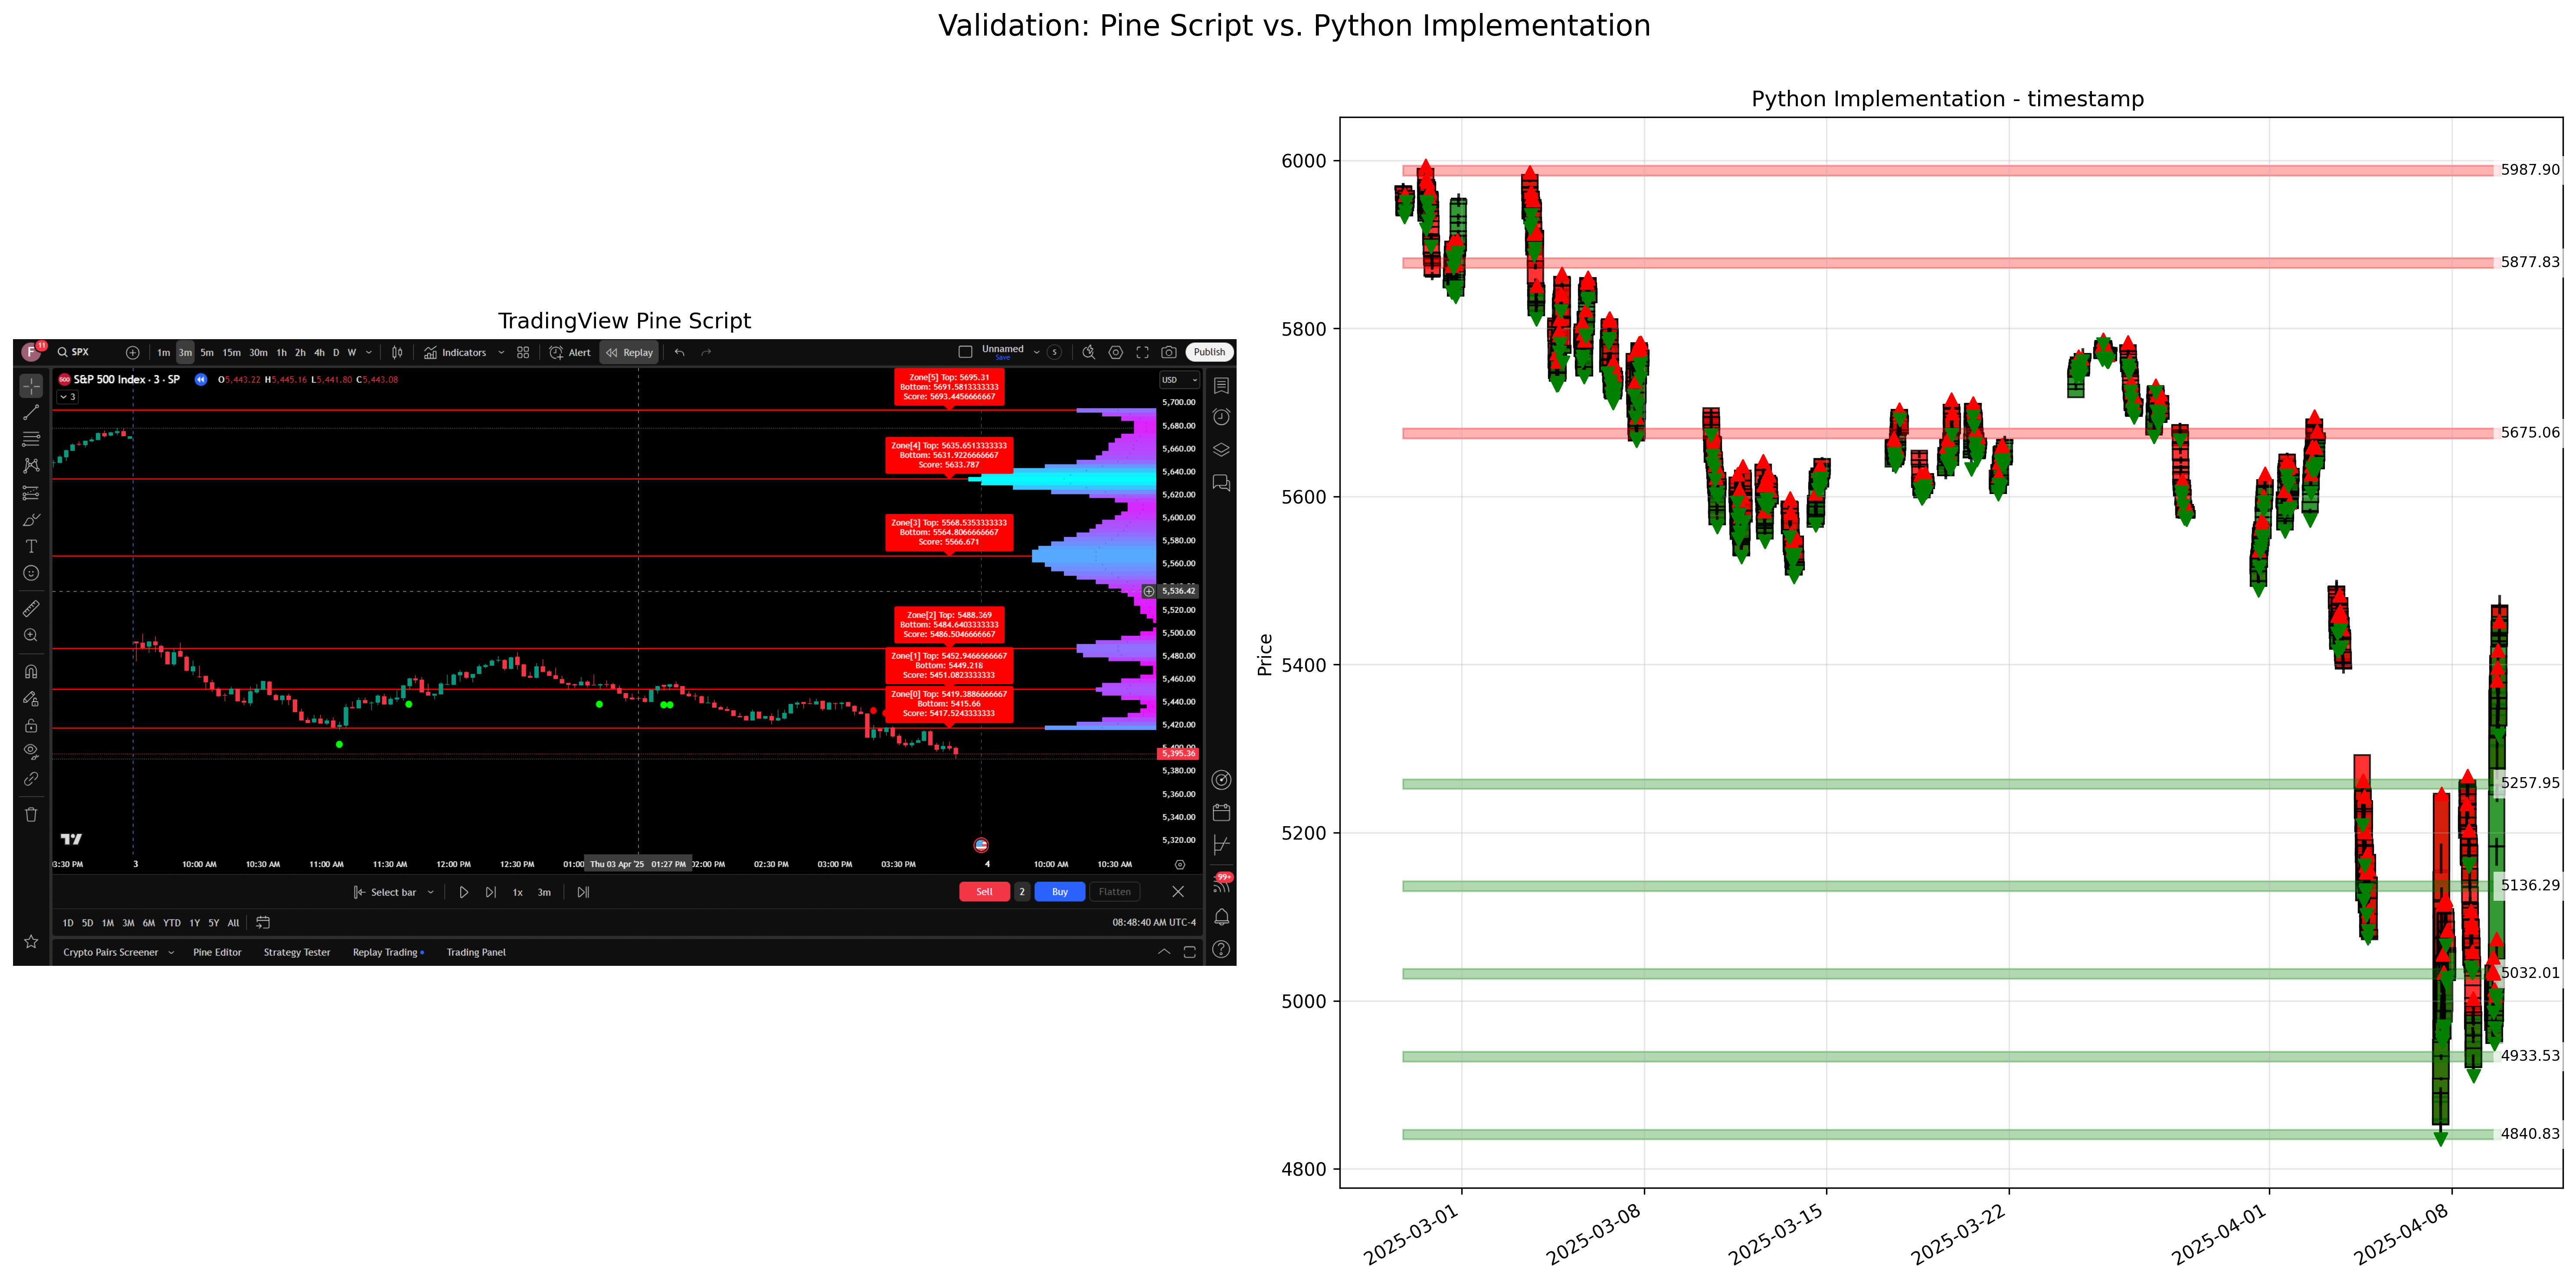 Validation: Pine Script vs. Python Implementation
TradingView Pine Script
F 11 SPX 1m 3m 5m 15m 30m 1h 2h 4h D W Indicators Alert Replay Unnamed Save S Publish
500 S&P 500 Index · 3 · SP O5,443.22 H5,445.16 L5,441.80 C5,443.08
3
USD
Zone[5] Top: 5695.31
Bottom: 5691.5813333333
Score: 5693.4456666667
Zone[4] Top: 5635.6513333333
Bottom: 5631.9226666667
Score: 5633.787
Zone[3] Top: 5568.5353333333
Bottom: 5564.8066666667
Score: 5566.671
Zone[2] Top: 5488.369
Bottom: 5484.6403333333
Score: 5486.5046666667
Zone[1] Top: 5452.9466666667
Bottom: 5449.218
Score: 5451.0823333333
Zone[0] Top: 5419.3886666667
Bottom: 5415.66
Score: 5417.5243333333
5,700.00
5,680.00
5,660.00
5,640.00
5,620.00
5,600.00
5,580.00
5,560.00
5,536.42
5,520.00
5,500.00
5,480.00
5,460.00
5,440.00
5,420.00
5,395.36
5,380.00
5,360.00
5,340.00
5,320.00
3:30 PM 3 10:00 AM 10:30 AM 11:00 AM 11:30 AM 12:00 PM 12:30 PM 01:00 Thu 03 Apr '25 01:27 PM 2:00 PM 02:30 PM 03:00 PM 03:30 PM 4 10:00 AM 10:30 AM
Select bar 1x 3m Sell 2 Buy Flatten
1D 5D 1M 3M 6M YTD 1Y 5Y All 08:48:40 AM UTC-4
Crypto Pairs Screener Pine Editor Strategy Tester Replay Trading Trading Panel
99+
Python Implementation - timestamp
Price
6000
5800
5600
5400
5200
5000
4800
5987.90
5877.83
5675.06
5257.95
5136.29
5032.01
4933.53
4840.83
2025-03-01
2025-03-08
2025-03-15
2025-03-22
2025-04-01
2025-04-08